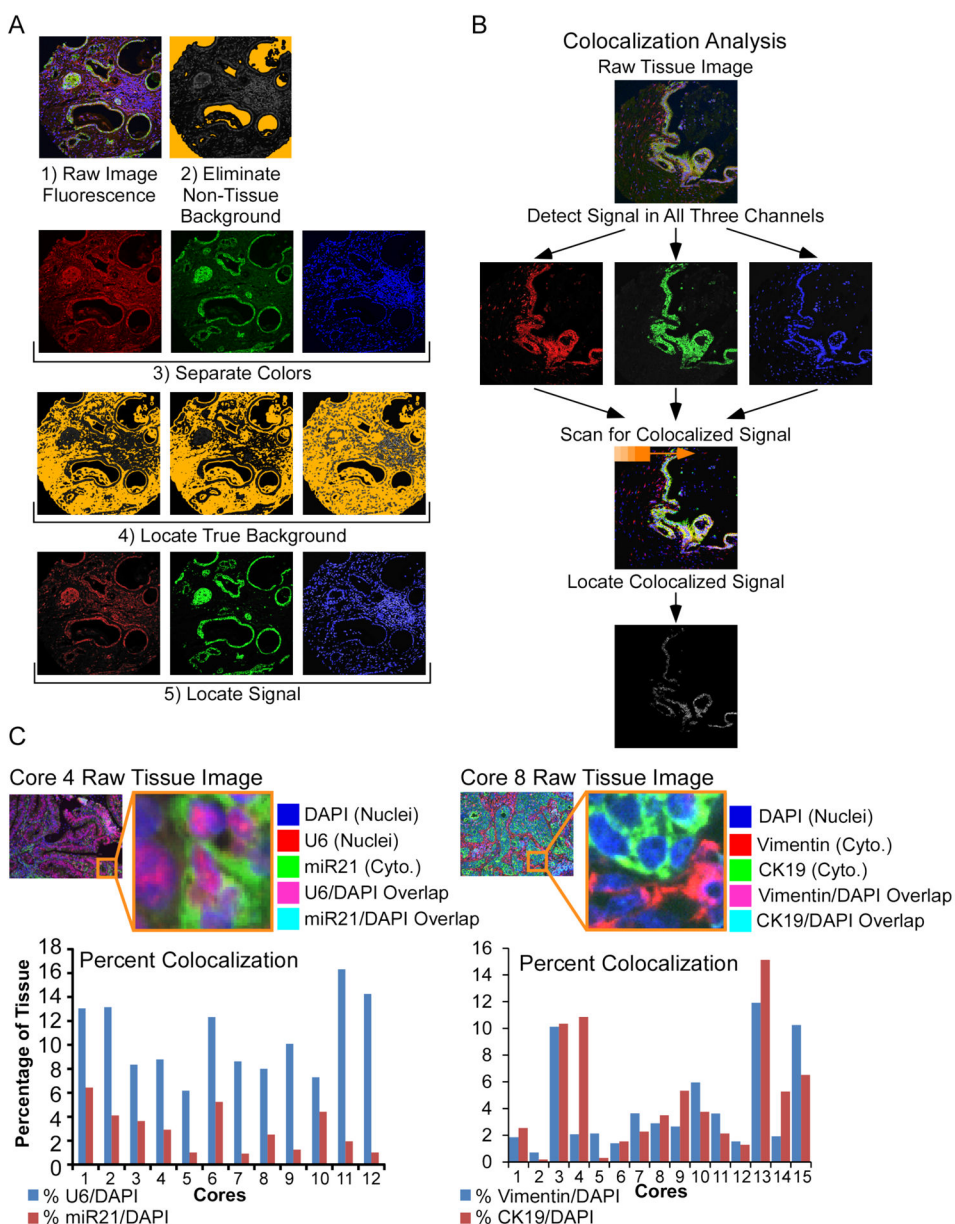 A
1) Raw Image
Fluorescence
2) Eliminate
Non-Tissue
Background
3) Separate Colors
4) Locate True Background
5) Locate Signal
B
Colocalization Analysis
Raw Tissue Image
Detect Signal in All Three Channels
Scan for Colocalized Signal
Locate Colocalized Signal
C
Core 4 Raw Tissue Image
DAPI (Nuclei)
U6 (Nuclei)
miR21 (Cyto.)
U6/DAPI Overlap
miR21/DAPI Overlap
Percent Colocalization
Percentage of Tissue
18
16
14
12
10
8
6
4
2
0
1 2 3 4 5 6 7 8 9 10 11 12
Cores
% U6/DAPI
% miR21/DAPI
Core 8 Raw Tissue Image
DAPI (Nuclei)
Vimentin (Cyto.)
CK19 (Cyto.)
Vimentin/DAPI Overlap
CK19/DAPI Overlap
Percent Colocalization
16
14
12
10
8
6
4
2
0
1 2 3 4 5 6 7 8 9 10 11 12 13 14 15
Cores
% Vimentin/DAPI
% CK19/DAPI